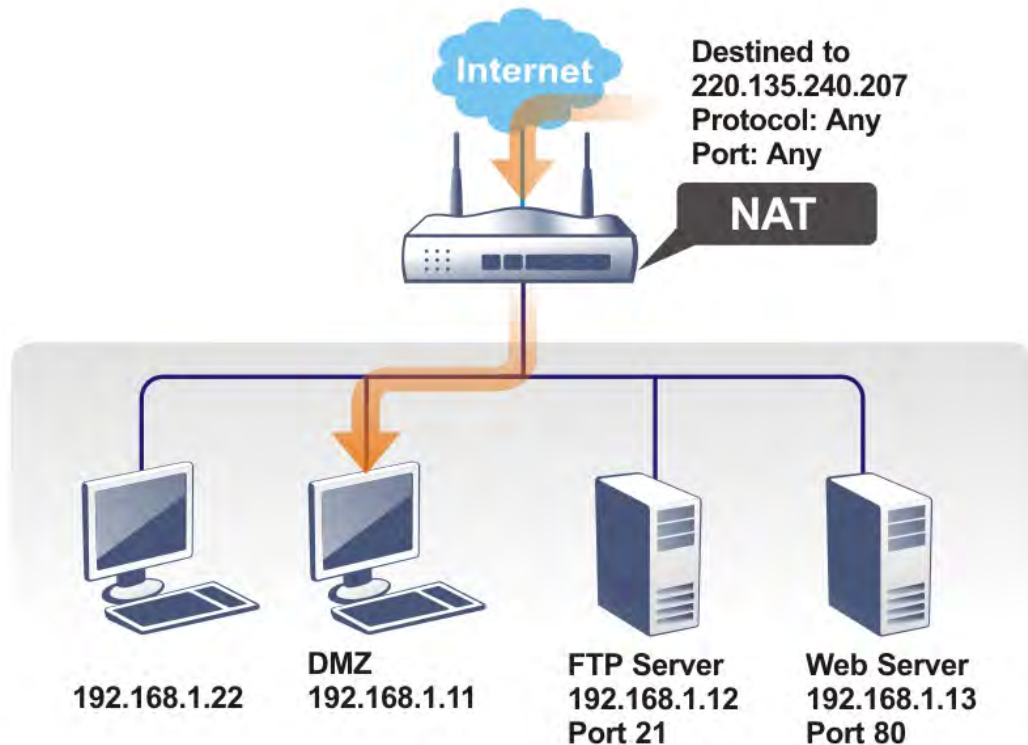 Internet
Destined to
220.135.240.207
Protocol: Any
Port: Any
NAT
192.168.1.22
DMZ
192.168.1.11
FTP Server
192.168.1.12
Port 21
Web Server
192.168.1.13
Port 80